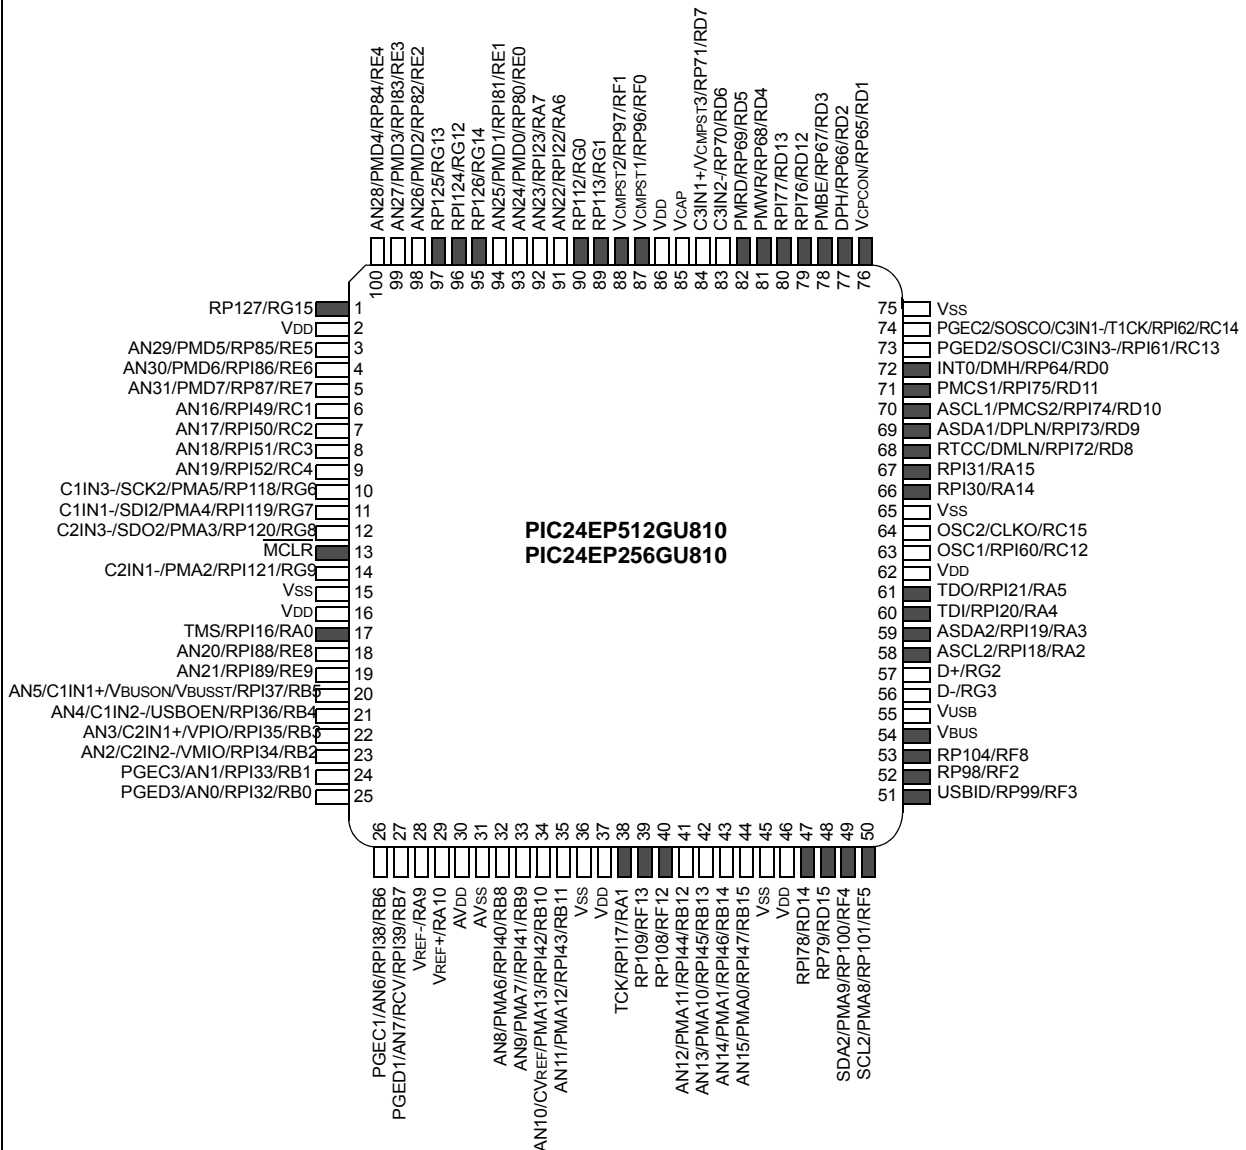 AN28/PMD4/RP84/RE4
AN27/PMD3/RPI83/RE3
AN26/PMD2/RP82/RE2
RP125/RG13
RPI124/RG12
RP126/RG14
AN25/PMD1/RPI81/RE1
AN24/PMD0/RP80/RE0
AN23/RPI23/RA7
AN22/RPI22/RA6
RP112/RG0
RP113/RG1
VCMPST2/RP97/RF1
VCMPST1/RP96/RF0
VDD
VCAP
C3IN1+/VCMPST3/RP71/RD7
C3IN2-/RP70/RD6
PMRD/RP69/RD5
PMWR/RP68/RD4
RPI77/RD13
RPI76/RD12
PMBE/RP67/RD3
DPH/RP66/RD2
VCPCON/RP65/RD1
100
99
98
97
96
95
94
93
92
91
90
89
88
87
86
85
84
83
82
81
80
79
78
77
76
RP127/RG15 1
VDD 2
AN29/PMD5/RP85/RE5 3
AN30/PMD6/RPI86/RE6 4
AN31/PMD7/RP87/RE7 5
AN16/RPI49/RC1 6
AN17/RPI50/RC2 7
AN18/RPI51/RC3 8
AN19/RPI52/RC4 9
C1IN3-/SCK2/PMA5/RP118/RG6 10
C1IN1-/SDI2/PMA4/RPI119/RG7 11
C2IN3-/SDO2/PMA3/RP120/RG8 12
MCLR 13
C2IN1-/PMA2/RPI121/RG9 14
VSS 15
VDD 16
TMS/RPI16/RA0 17
AN20/RPI88/RE8 18
AN21/RPI89/RE9 19
AN5/C1IN1+/VBUSON/VBUSST/RPI37/RB5 20
AN4/C1IN2-/USBOEN/RPI36/RB4 21
AN3/C2IN1+/VPIO/RPI35/RB3 22
AN2/C2IN2-/VMIO/RPI34/RB2 23
PGEC3/AN1/RPI33/RB1 24
PGED3/AN0/RPI32/RB0 25
PIC24EP512GU810
PIC24EP256GU810
75 VSS
74 PGEC2/SOSCO/C3IN1-/T1CK/RPI62/RC14
73 PGED2/SOSCI/C3IN3-/RPI61/RC13
72 INT0/DMH/RP64/RD0
71 PMCS1/RPI75/RD11
70 ASCL1/PMCS2/RPI74/RD10
69 ASDA1/DPLN/RPI73/RD9
68 RTCC/DMLN/RPI72/RD8
67 RPI31/RA15
66 RPI30/RA14
65 VSS
64 OSC2/CLKO/RC15
63 OSC1/RPI60/RC12
62 VDD
61 TDO/RPI21/RA5
60 TDI/RPI20/RA4
59 ASDA2/RPI19/RA3
58 ASCL2/RPI18/RA2
57 D+/RG2
56 D-/RG3
55 VUSB
54 VBUS
53 RP104/RF8
52 RP98/RF2
51 USBID/RP99/RF3
26
27
28
29
30
31
32
33
34
35
36
37
38
39
40
41
42
43
44
45
46
47
48
49
50
PGEC1/AN6/RPI38/RB6
PGED1/AN7/RCV/RPI39/RB7
VREF-/RA9
VREF+/RA10
AVDD
AVSS
AN8/PMA6/RPI40/RB8
AN9/PMA7//RPI41/RB9
AN10/CVREF/PMA13/RPI42/RB10
AN11/PMA12/RPI43/RB11
VSS
VDD
TCK/RPI17/RA1
RP109/RF13
RP108/RF12
AN12/PMA11/RPI44/RB12
AN13/PMA10/RPI45/RB13
AN14/PMA1/RPI46/RB14
AN15/PMA0/RPI47/RB15
VSS
VDD
RPI78/RD14
RP79/RD15
SDA2/PMA9/RP100/RF4
SCL2/PMA8/RP101/RF5